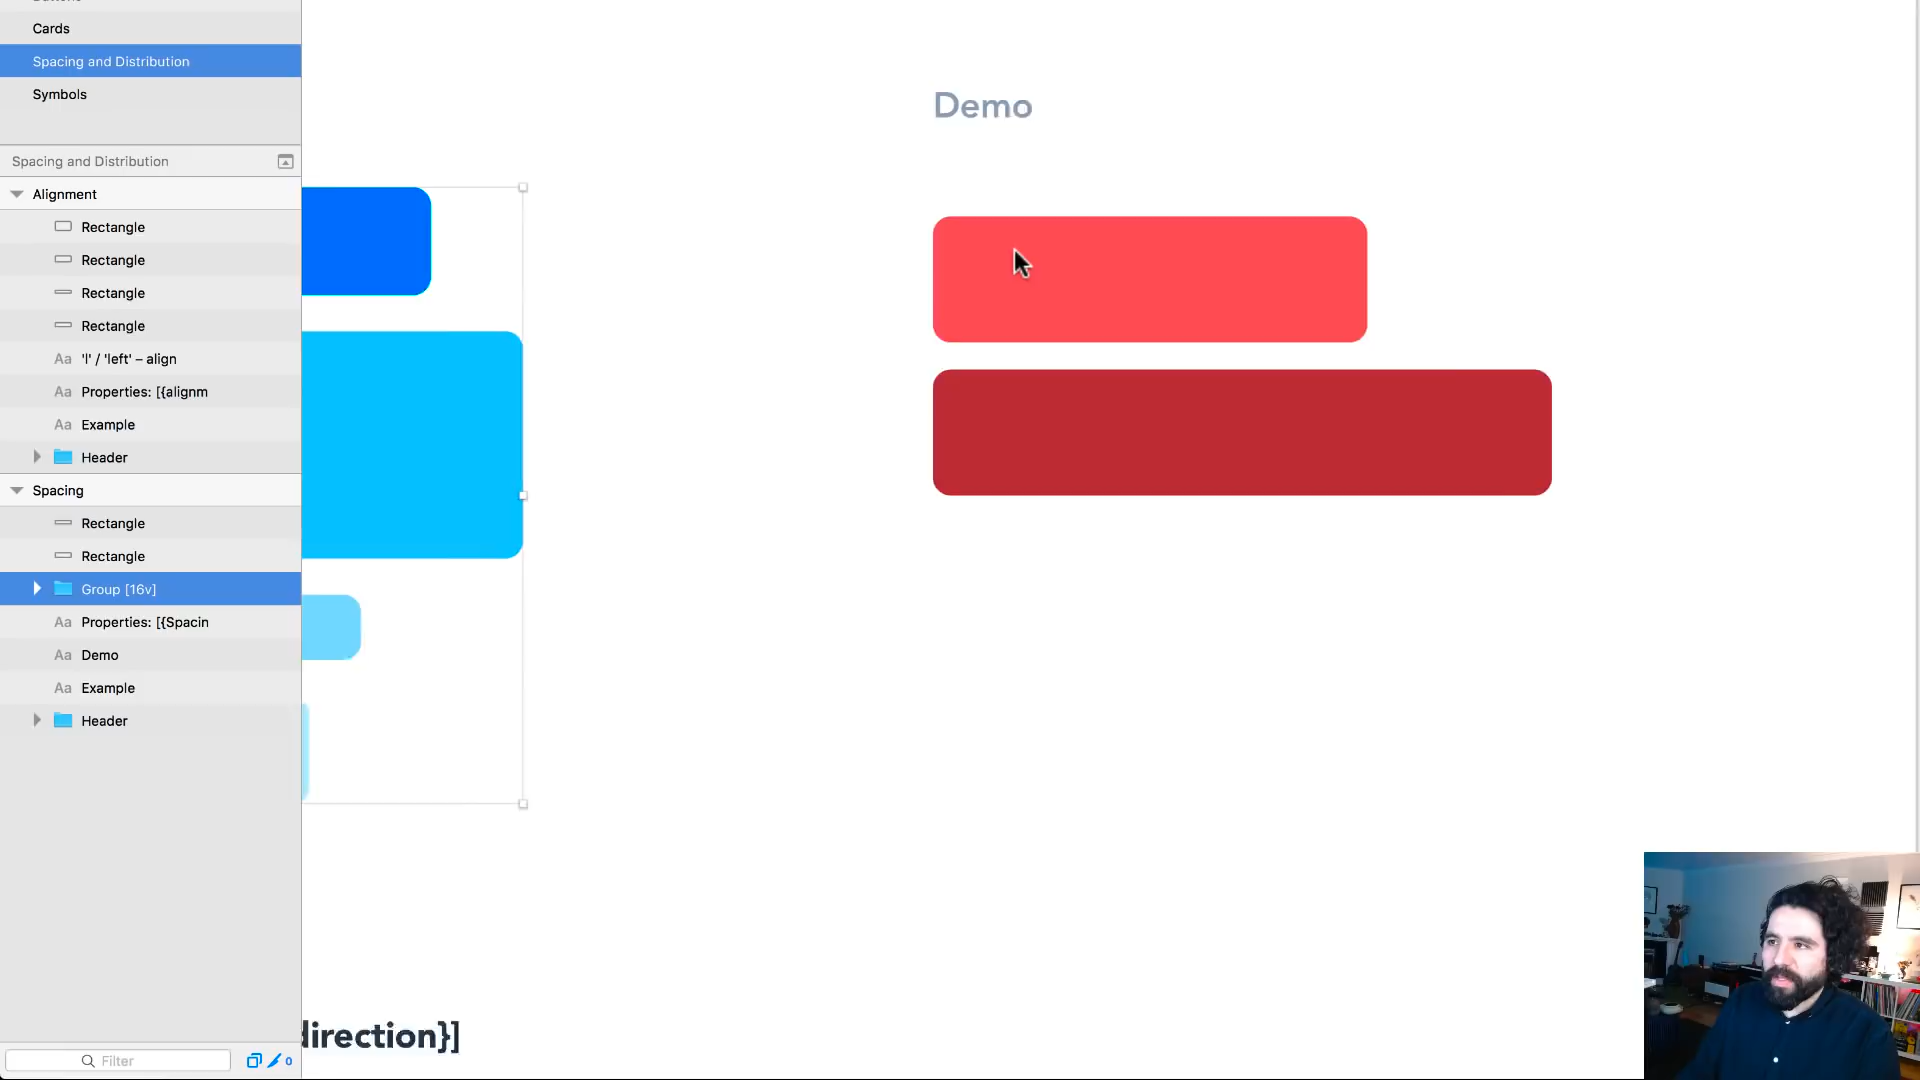 Cards
Spacing and Distribution
Symbols
Spacing and Distribution
Alignment
Rectangle
Rectangle
Rectangle
Rectangle
Aa 'l' / 'left' – align
Aa Properties: [{alignm
Aa Example
Header
Spacing
Rectangle
Rectangle
Group [16v]
Aa Properties: [{Spacin
Aa Demo
Aa Example
Header
Filter
0
Demo
direction}]